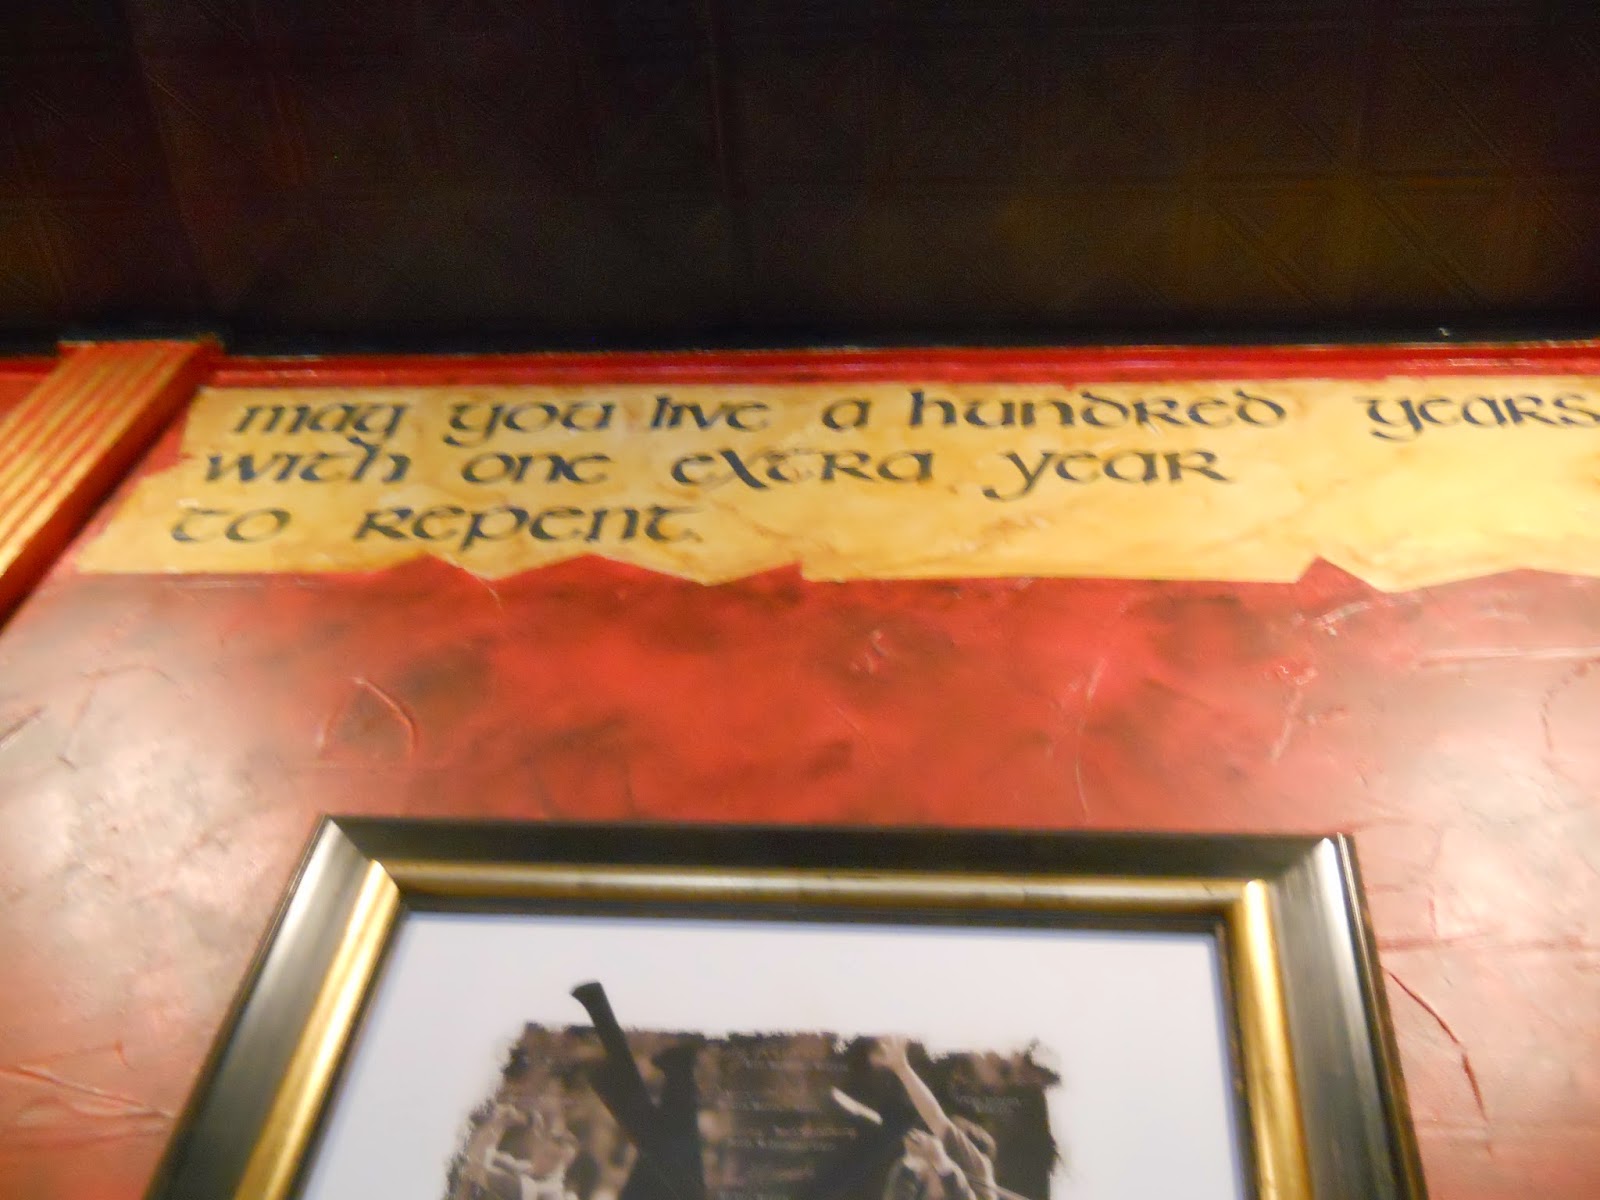 may you live a hundred years
with one extra year
to repent.